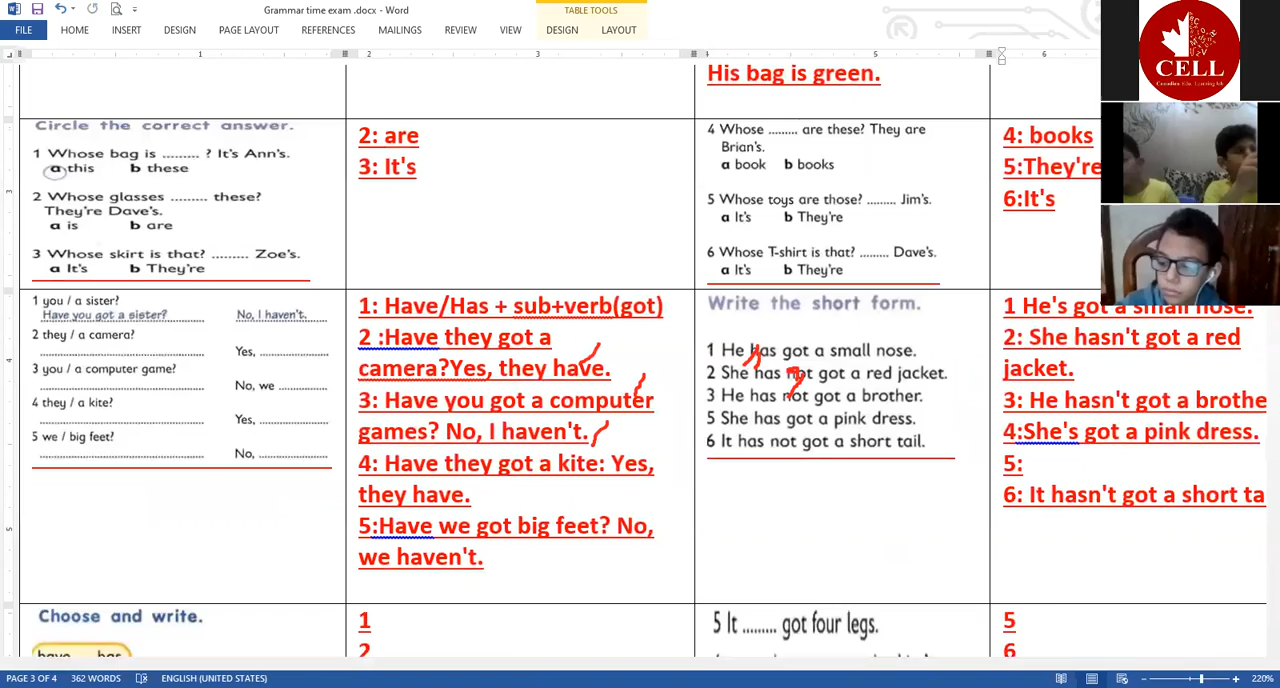 Grammar time exam .docx - Word
TABLE TOOLS
FILE
HOME
INSERT
DESIGN
PAGE LAYOUT
REFERENCES
MAILINGS
REVIEW
VIEW
DESIGN
LAYOUT
CELL
His bag is green.
Circle the correct answer.
1 Whose bag is ......... ? It's Ann's.
a this b these
2 Whose glasses ......... these?
They're Dave's.
a is b are
3 Whose skirt is that? ......... Zoe's.
a It's b They're
2: are
3: It's
4 Whose ......... are these? They are
Brian's.
a book b books
5 Whose toys are those? ......... Jim's.
a It's b They're
6 Whose T-shirt is that? ......... Dave's.
a It's b They're
4: books
5:They're
6:It's
1 you / a sister?
Have you got a sister? No, I haven't.
2 they / a camera?
Yes, ..................
3 you / a computer game?
No, we ..................
4 they / a kite?
Yes, ..................
5 we / big feet?
No, ..................
1: Have/Has + sub+verb(got)
2 :Have they got a
camera?Yes, they have.
3: Have you got a computer
games? No, I haven't.
4: Have they got a kite: Yes,
they have.
5:Have we got big feet? No,
we haven't.
Write the short form.
1 He has got a small nose.
2 She has not got a red jacket.
3 He has not got a brother.
5 She has got a pink dress.
6 It has not got a short tail.
1 He's got a small nose.
2: She hasn't got a red
jacket.
3: He hasn't got a brothe
4:She's got a pink dress.
5:
6: It hasn't got a short ta
Choose and write.
have has
1
2
5 It ......... got four legs.
5
6
PAGE 3 OF 4 362 WORDS ENGLISH (UNITED STATES) 220%